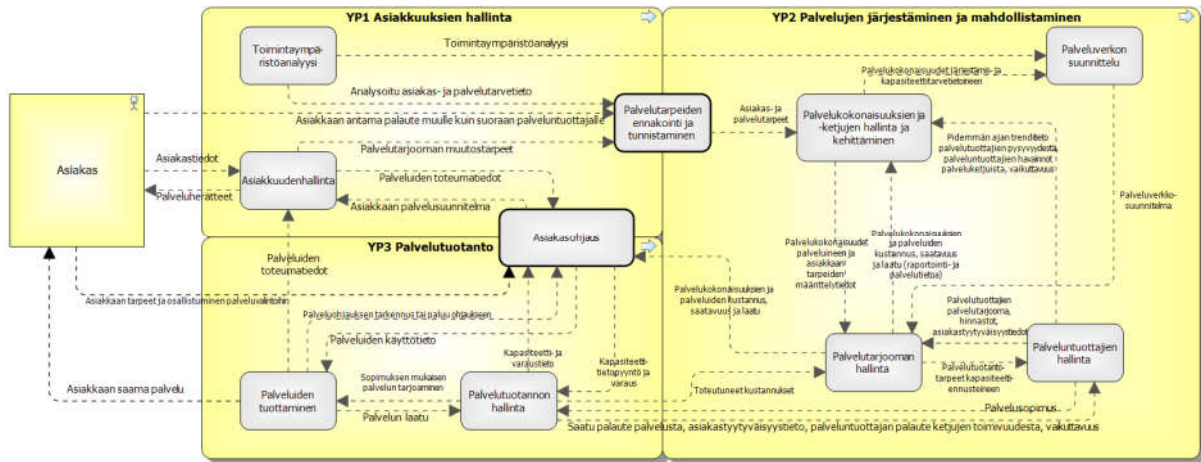 YP1 Asiakkuuksien hallinta
YP2 Palvelujen järjestäminen ja mahdollistaminen
Toimintaympä-
ristöanalyysi
Toimintaympäristöanalyysi
Palveluverkon
suunnittelu
Palvelukokonaisuudet järjestämis- ja
kapasiteettitarvetietoineen
Analysoitu asiakas- ja palvelutarvetieto
Asiakkaan antama palaute muulle kuin suoraan palveluntuottajalle
Palvelutarpeiden
ennakointi ja
tunnistaminen
Asiakas- ja
palvelutarpeet
Palvelukokonaisuuksien ja
-ketjujen hallinta ja
kehittäminen
Pidemmän ajan trenditieto
palvelutuottajien pysyvyydestä,
palveluntuottajien havainnot
palveluketjuista, vaikuttavuus
Asiakas
Asiakastiedot
Palveluherätteet
Asiakkuudenhallinta
Palvelutarjooman muutostarpeet
Palveluiden toteumatiedot
Asiakkaan palvelusuunnitelma
Palveluverkko-
suunnitelma
Asiakasohjaus
YP3 Palvelutuotanto
Palveluiden
toteumatiedot
Palvelukokonaisuudet
palveluineen ja
asiakkaan
tarpeiden
määrittelytiedot
Palvelukokonaisuuksien
ja palveluiden
kustannus, saatavuus
ja laatu (raportointi- ja
palvelutietoa)
Palvelukokonaisuuksien ja
palveluiden kustannus,
saatavuus ja laatu
Asiakkaan tarpeet ja osallistuminen palveluvalintoihin
Palveluohjauksen tarkennus tai paluu ohjaukseen
Palveluiden käyttötieto
Palvelutuottajien
palvelutarjooma,
hinnastot,
asiakastyytyväisyystiedot
Palvelutarjooman
hallinta
Palveluntuottajien
hallinta
Palvelutuotanto-
tarpeet kapasiteetti-
ennusteineen
Kapasiteetti- ja
varaustieto
Kapasiteetti-
tietopyyntö ja
varaus
Asiakkaan saama palvelu
Palveluiden
tuottaminen
Sopimuksen mukaisen
palvelun tarjoaminen
Palvelun laatu
Palvelutuotannon
hallinta
Toteutuneet kustannukset
Palvelusopimus
Saatu palaute palvelusta, asiakastyytyväisyystieto, palveluntuottajan palaute ketjujen toimivuudesta, vaikuttavuus